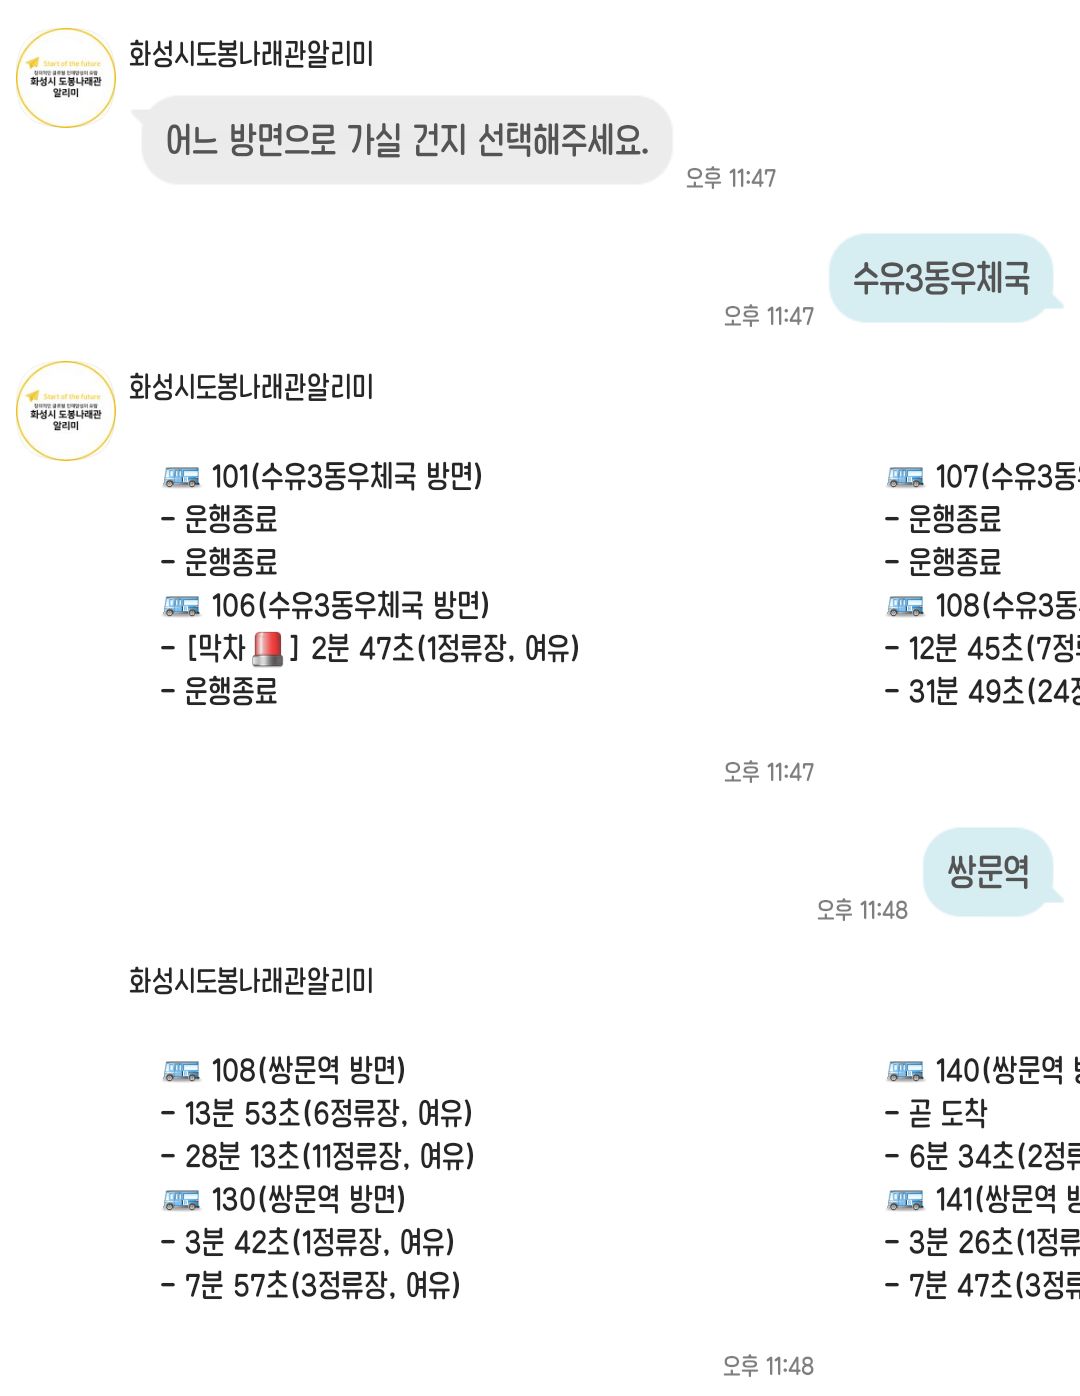 화성시도봉나래관알리미
Start of the future
화성시 도봉나래관
알리미
어느 방면으로 가실 건지 선택해주세요.
오후 11:47
수유3동우체국
오후 11:47
화성시도봉나래관알리미
Start of the future
화성시 도봉나래관
알리미
101(수유3동우체국 방면)
- 운행종료
- 운행종료
106(수유3동우체국 방면)
- [막차🚨] 2분 47초(1정류장, 여유)
- 운행종료
107(수유3동
- 운행종료
- 운행종료
108(수유3동
- 12분 45초(7정
- 31분 49초(24정
오후 11:47
쌍문역
오후 11:48
화성시도봉나래관알리미
108(쌍문역 방면)
- 13분 53초(6정류장, 여유)
- 28분 13초(11정류장, 여유)
130(쌍문역 방면)
- 3분 42초(1정류장, 여유)
- 7분 57초(3정류장, 여유)
140(쌍문역
- 곧 도착
- 6분 34초(2정류
141(쌍문역
- 3분 26초(1정류
- 7분 47초(3정류
오후 11:48